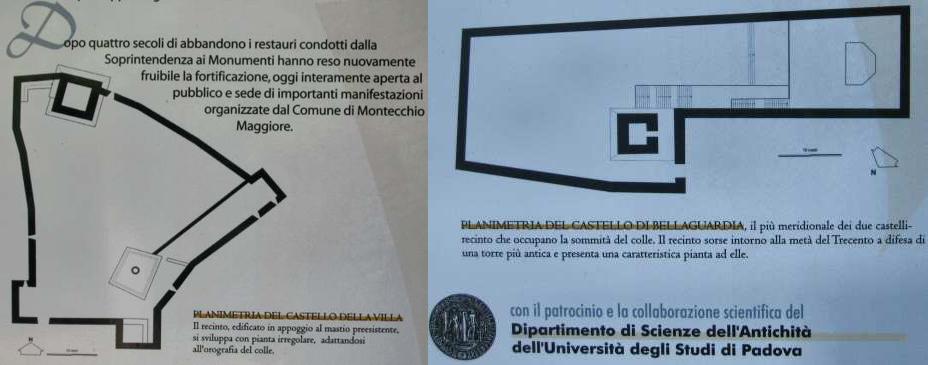 Dopo quattro secoli di abbandono i restauri condotti dalla
Soprintendenza ai Monumenti hanno reso nuovamente
fruibile la fortificazione, oggi interamente aperta al
pubblico e sede di importanti manifestazioni
organizzate dal Comune di Montecchio
Maggiore.
PLANIMETRIA DEL CASTELLO DELLA VILLA
Il recinto, edificato in appoggio al mastio preesistente,
si sviluppa con pianta irregolare, adattandosi
all'orografia del colle.
N
N
PLANIMETRIA DEL CASTELLO DI BELLAGUARDIA, il più meridionale dei due castelli-
recinto che occupano la sommità del colle. Il recinto sorse intorno alla metà del Trecento a difesa di
una torre più antica e presenta una caratteristica pianta ad elle.
con il patrocinio e la collaborazione scientifica del
Dipartimento di Scienze dell'Antichità
dell'Università degli Studi di Padova